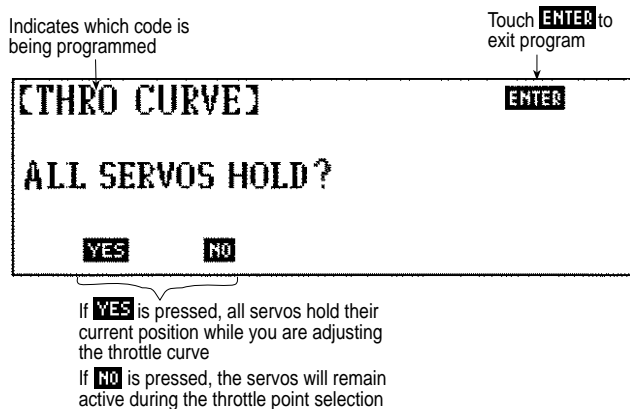 Indicates which code is
being programmed
Touch ENTER to
exit program
[THRO CURVE]
ENTER
ALL SERVOS HOLD?
YES NO
If YES is pressed, all servos hold their
current position while you are adjusting
the throttle curve
If NO is pressed, the servos will remain
active during the throttle point selection